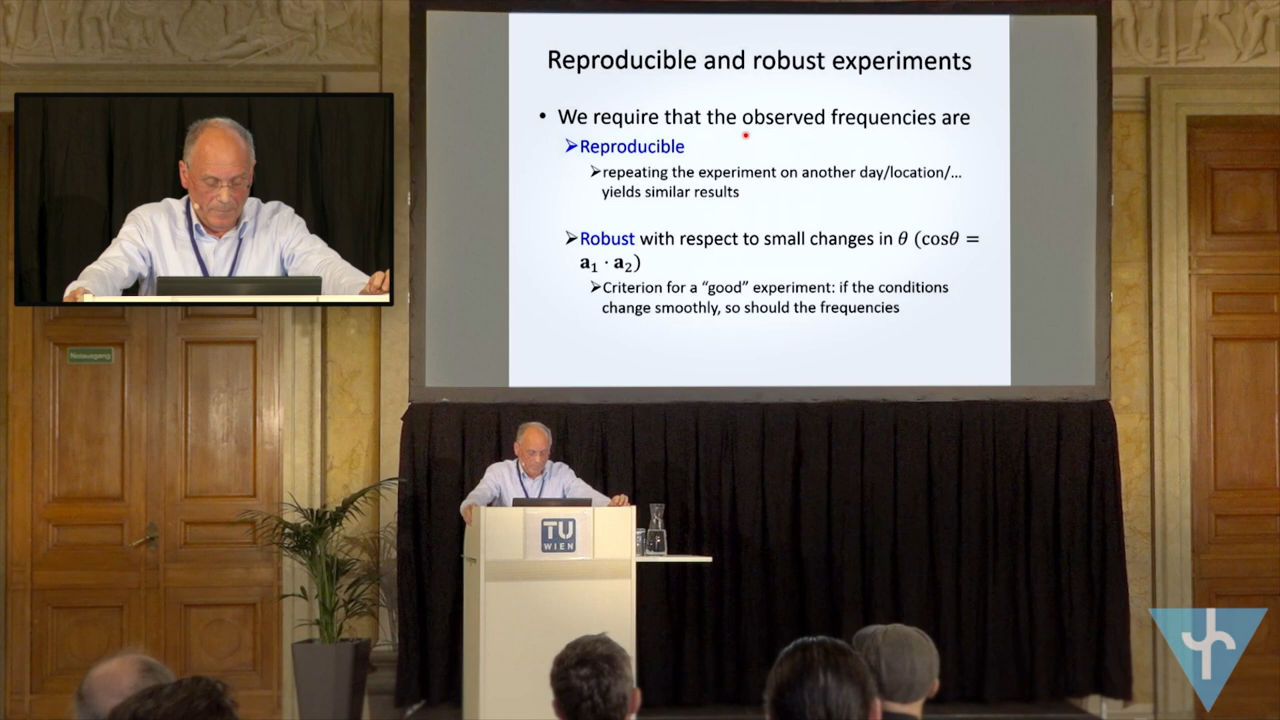 Reproducible and robust experiments
• We require that the observed frequencies are
➢Reproducible
➢repeating the experiment on another day/location/…
yields similar results
➢Robust with respect to small changes in θ (cosθ =
a₁ · a₂)
➢Criterion for a “good” experiment: if the conditions
change smoothly, so should the frequencies
Notausgang
TU
WIEN